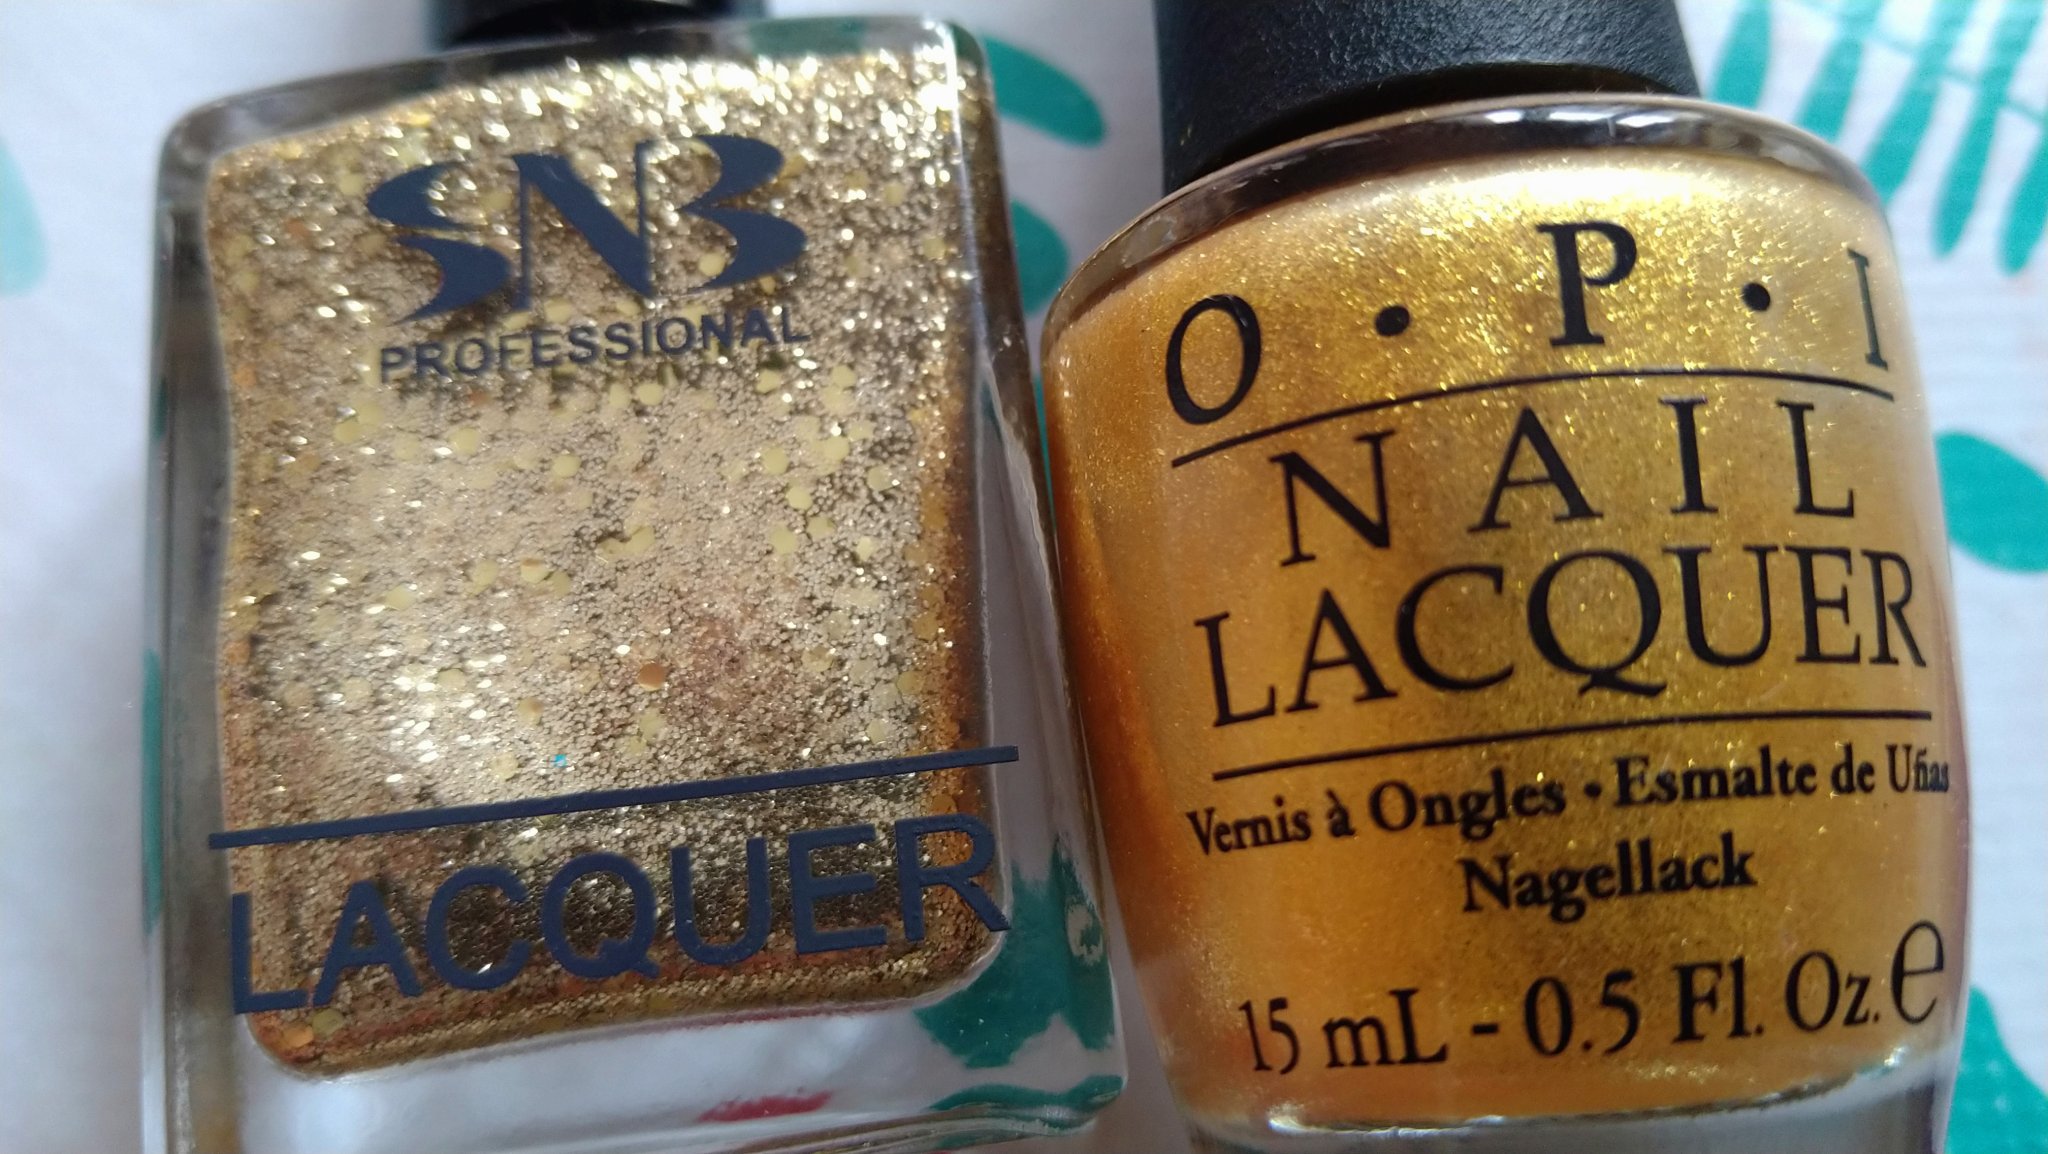 SNB
PROFESSIONAL
LACQUER
O • P • I
NAIL
LACQUER
Vernis à Ongles • Esmalte de Uñas
Nagellack
15 mL - 0.5 Fl. Oz. e